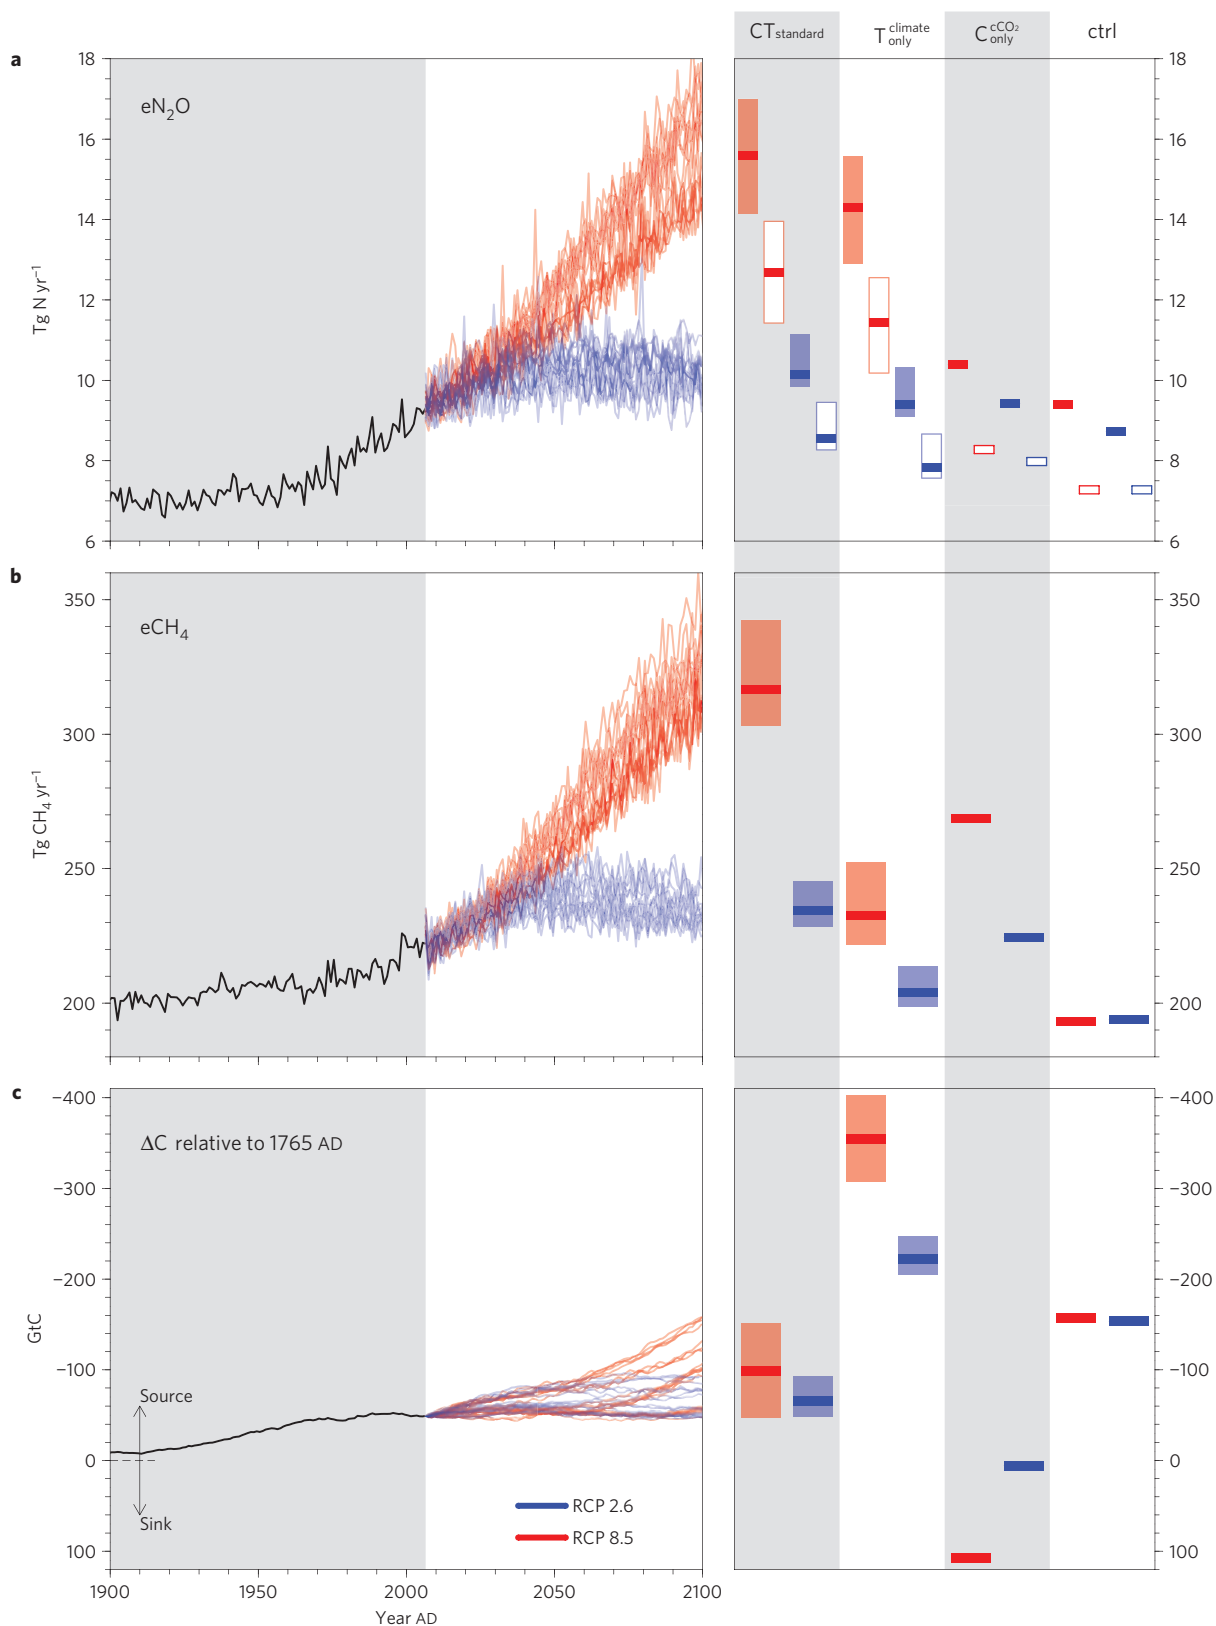 CTstandard
T climate only
C cCO₂ only
ctrl
a
eN₂O
Tg N yr⁻¹
18
16
14
12
10
8
6
18
16
14
12
10
8
6
b
eCH₄
Tg CH₄ yr⁻¹
350
300
250
200
350
300
250
200
c
ΔC relative to 1765 AD
GtC
−400
−300
−200
−100
0
100
Source
Sink
RCP 2.6
RCP 8.5
−400
−300
−200
−100
0
100
1900 1950 2000 2050 2100
Year AD